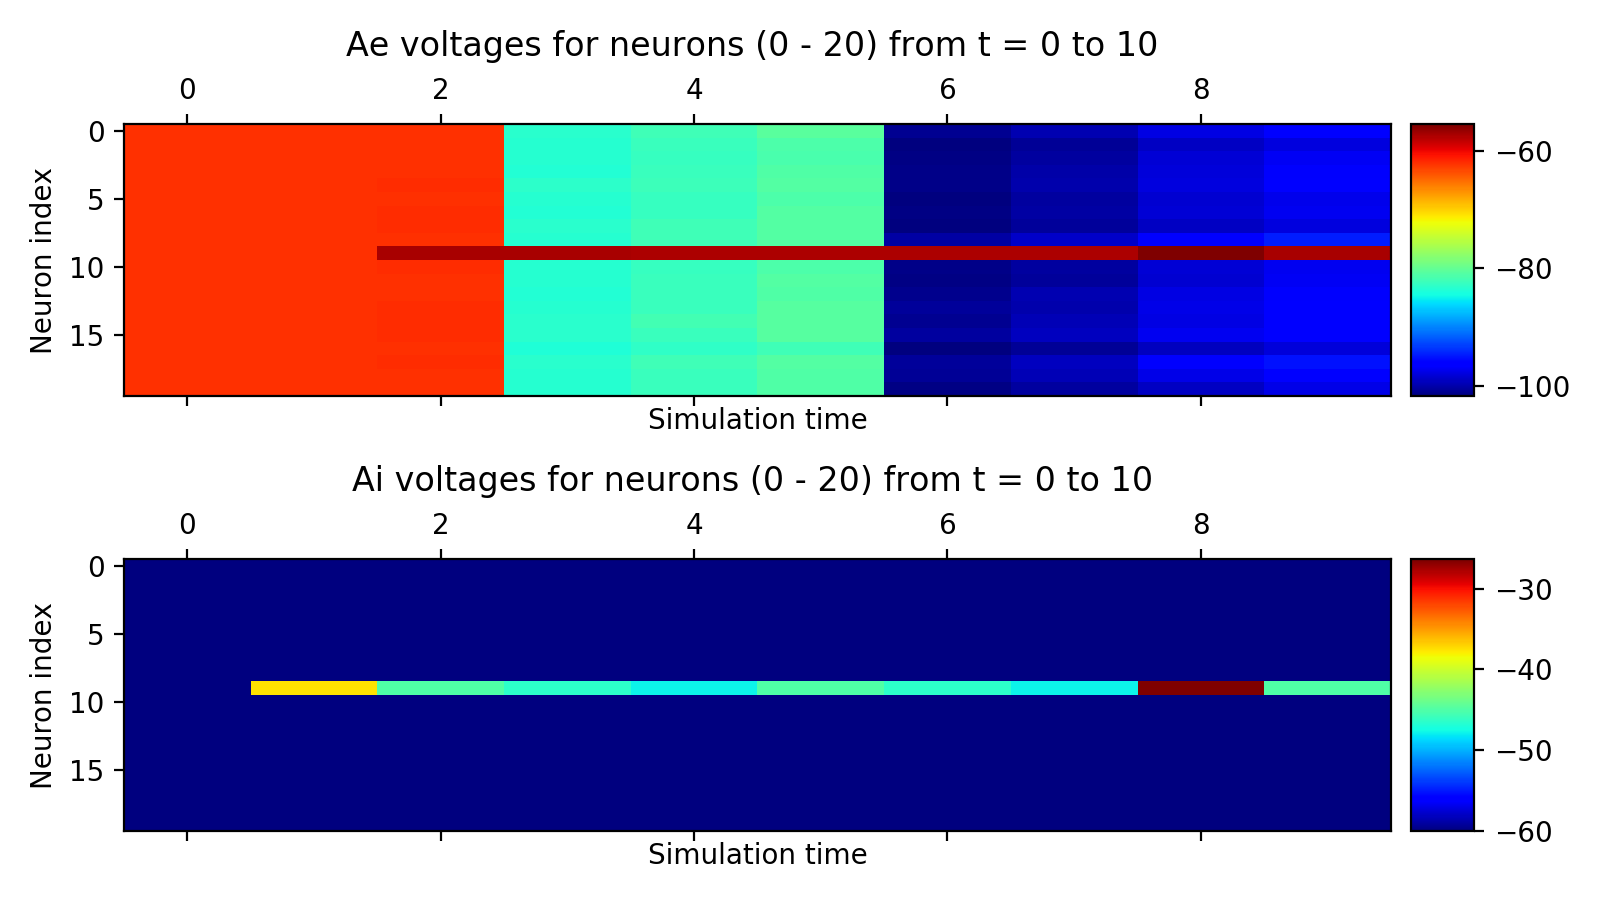 Ae voltages for neurons (0 - 20) from t = 0 to 10
0 2 4 6 8
Neuron index
0
5
10
15
−60
−80
−100
Simulation time
Ai voltages for neurons (0 - 20) from t = 0 to 10
0 2 4 6 8
Neuron index
0
5
10
15
−30
−40
−50
−60
Simulation time